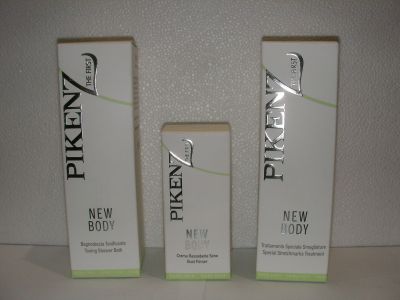 PIKENZ
THE FIRST
NEW
BODY
Bagnodoccia Tonificante
Toning Shower Bath
PIKENZ
THE FIRST
NEW
BODY
Crema Rassodante Seno
Bust Firmer
PIKENZ
THE FIRST
NEW
BODY
Trattamento Speciale Smagliature
Special Stretchmarks Treatment